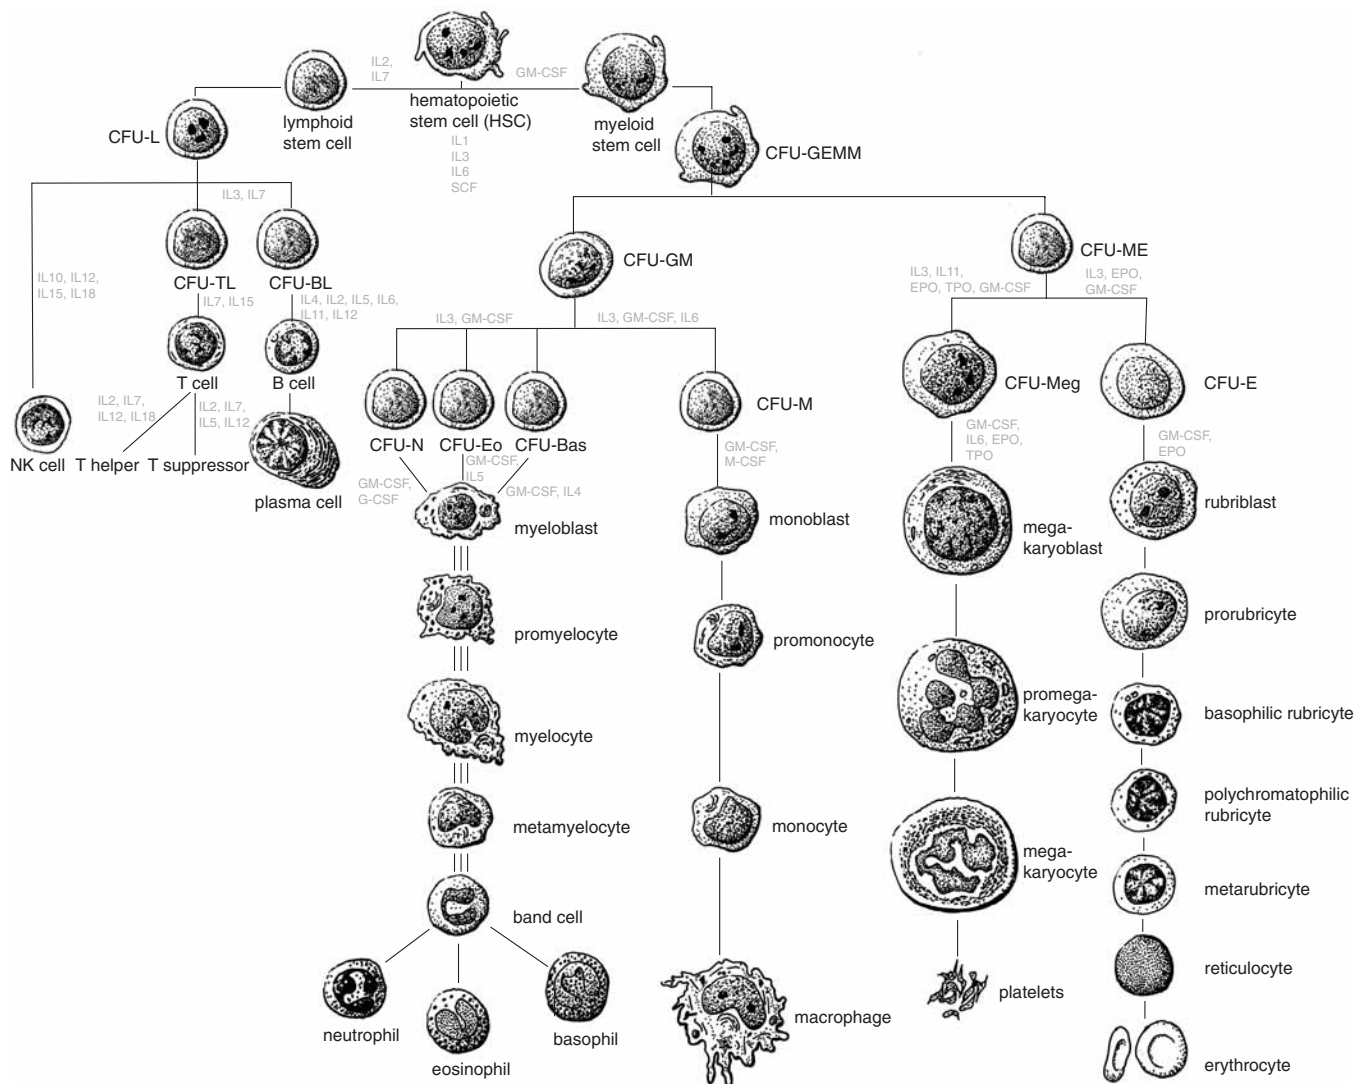 IL2,
IL7
GM-CSF
hematopoietic
stem cell (HSC)
lymphoid
stem cell
myeloid
stem cell
CFU-L
CFU-GEMM
IL1
IL3
IL6
SCF
IL3, IL7
CFU-GM
CFU-ME
IL10, IL12,
IL15, IL18
CFU-TL
CFU-BL
IL7, IL15
IL4, IL2, IL5, IL6,
IL11, IL12
IL3, IL11,
EPO, TPO, GM-CSF
IL3, EPO,
GM-CSF
IL3, GM-CSF
IL3, GM-CSF, IL6
T cell
B cell
CFU-Meg
CFU-E
IL2, IL7,
IL12, IL18
IL2, IL7,
IL5, IL12
CFU-N
CFU-Eo
CFU-Bas
CFU-M
NK cell
T helper
T suppressor
plasma cell
GM-CSF,
G-CSF
GM-CSF,
IL5
GM-CSF, IL4
GM-CSF,
M-CSF
GM-CSF,
IL6, EPO,
TPO
GM-CSF,
EPO
myeloblast
monoblast
mega-
karyoblast
rubriblast
promyelocyte
promonocyte
prorubricyte
myelocyte
promega-
karyocyte
basophilic rubricyte
metamyelocyte
monocyte
mega-
karyocyte
polychromatophilic
rubricyte
metarubricyte
band cell
neutrophil
eosinophil
basophil
macrophage
platelets
reticulocyte
erythrocyte